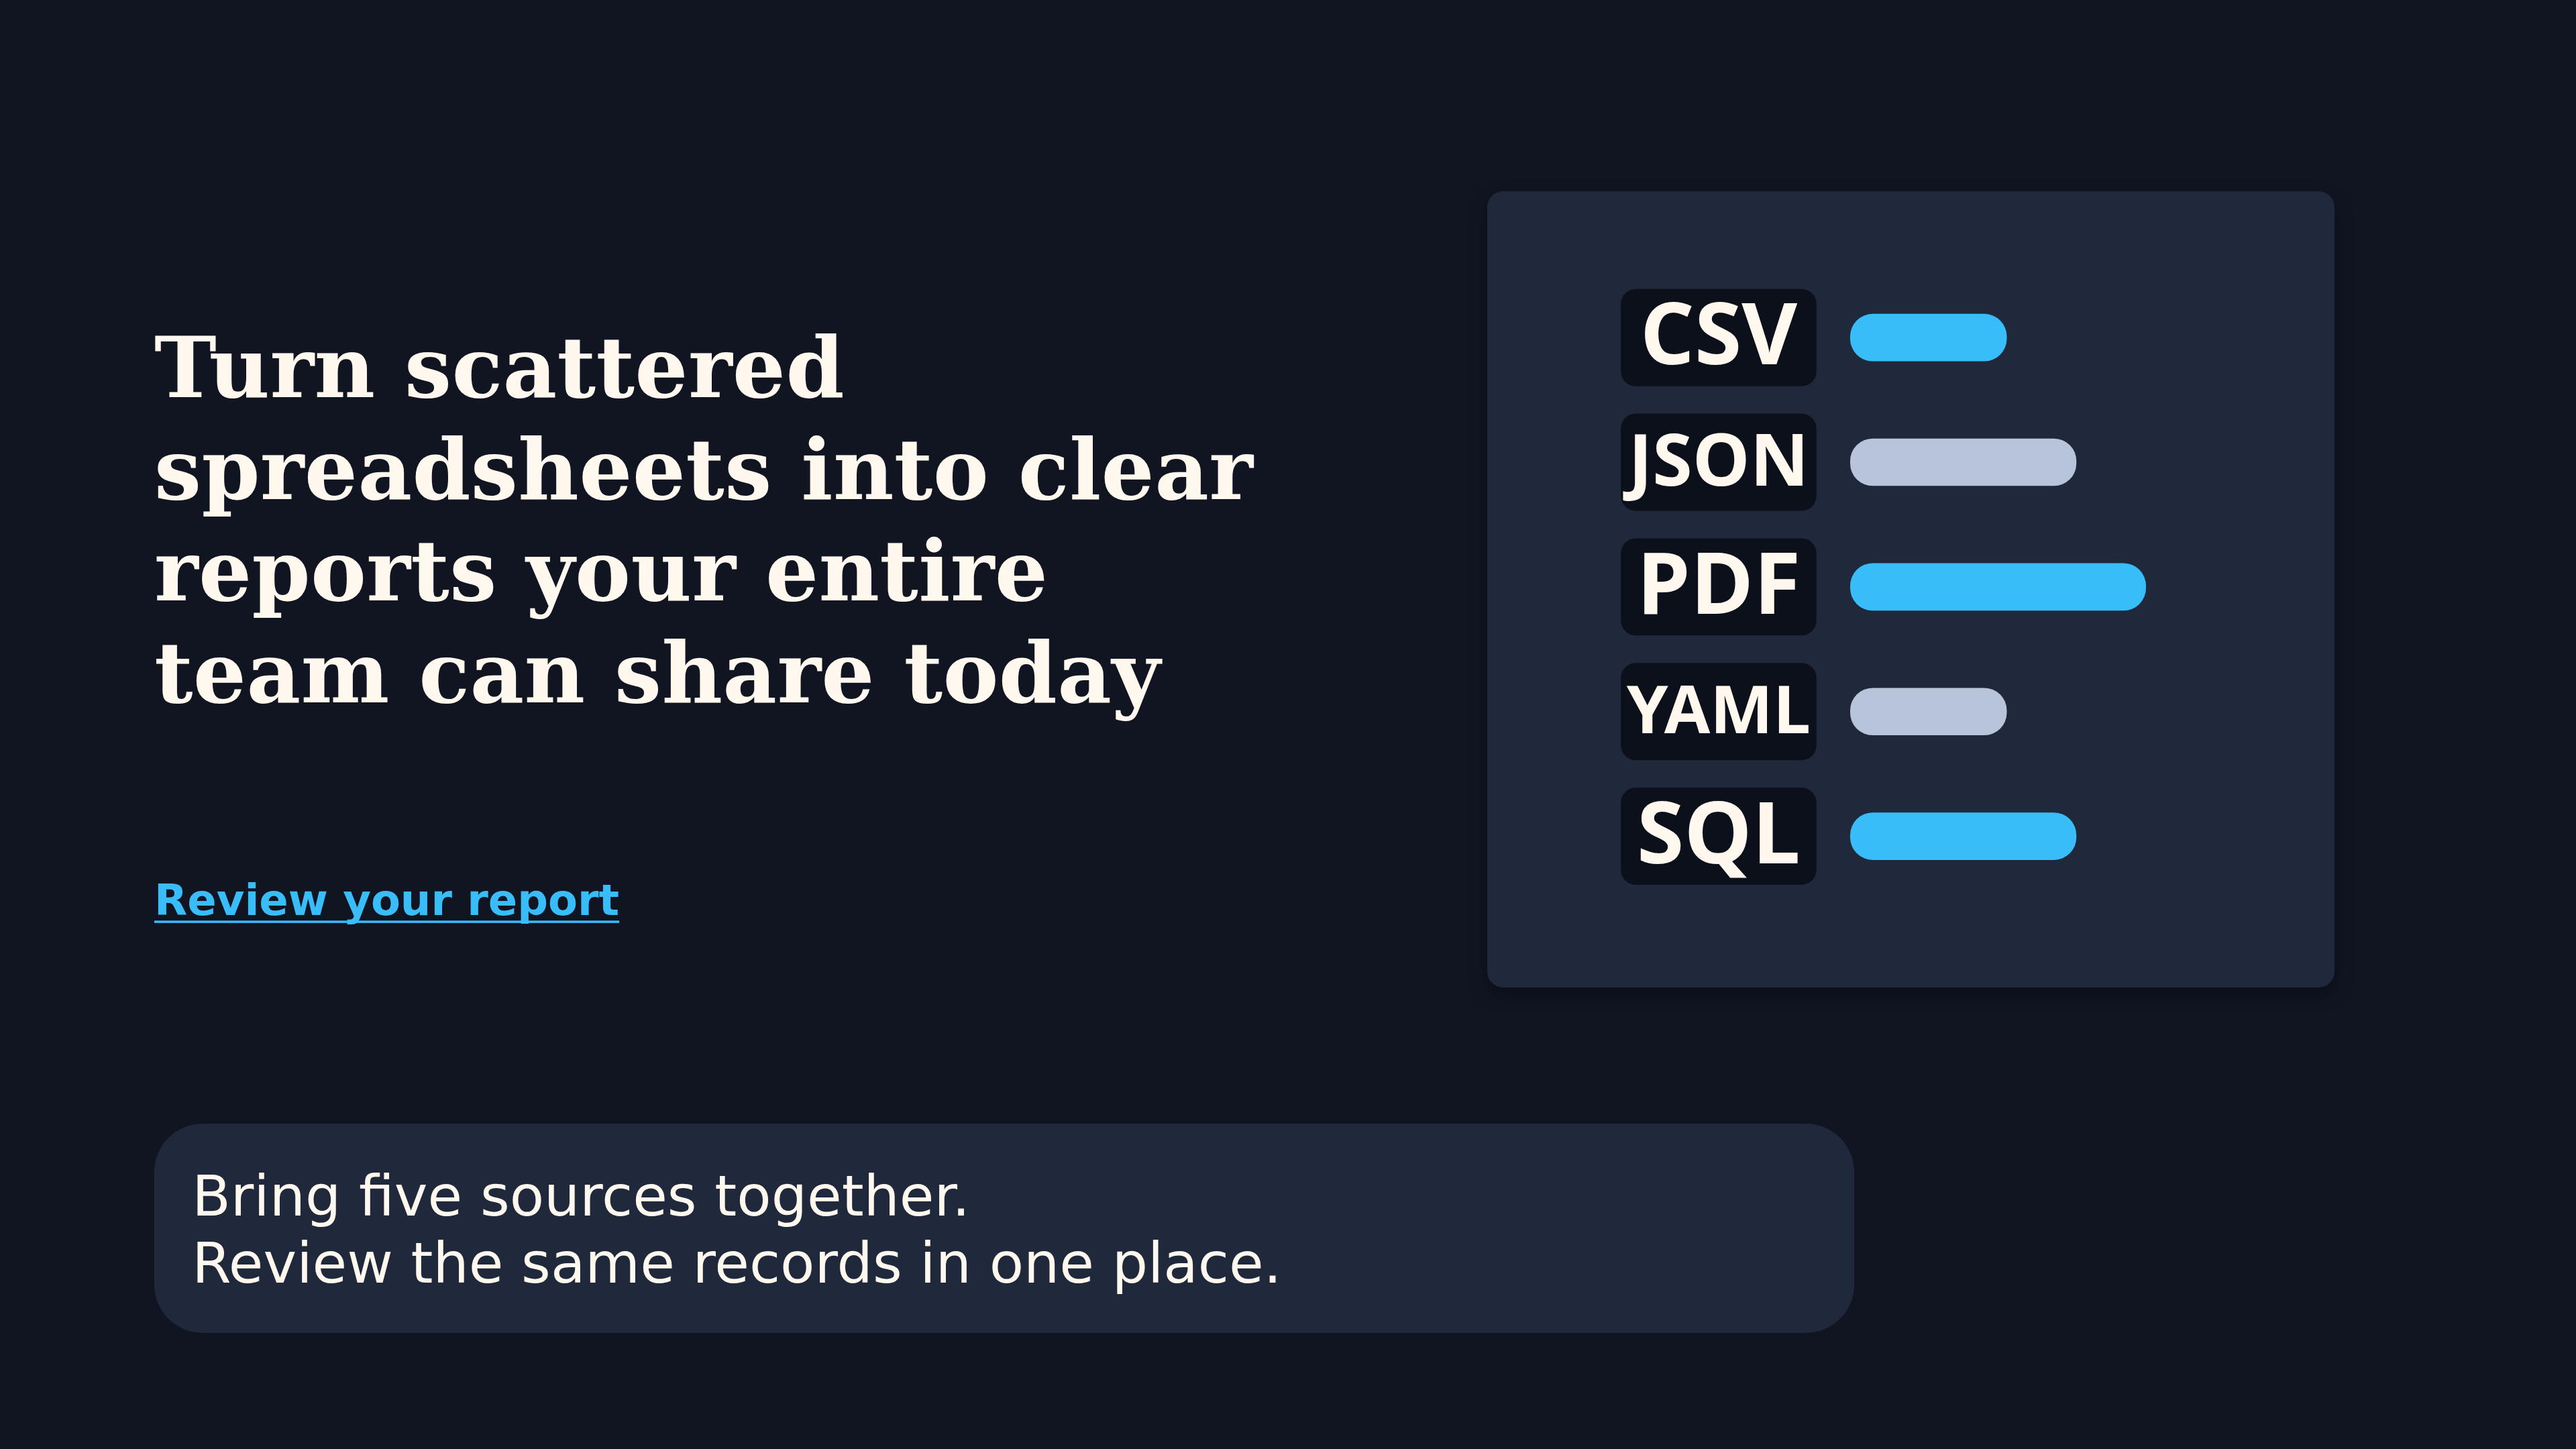 Turn scattered
spreadsheets into clear
reports your entire
team can share today
Review your report
CSV
JSON
PDF
YAML
SQL
Bring five sources together.
Review the same records in one place.